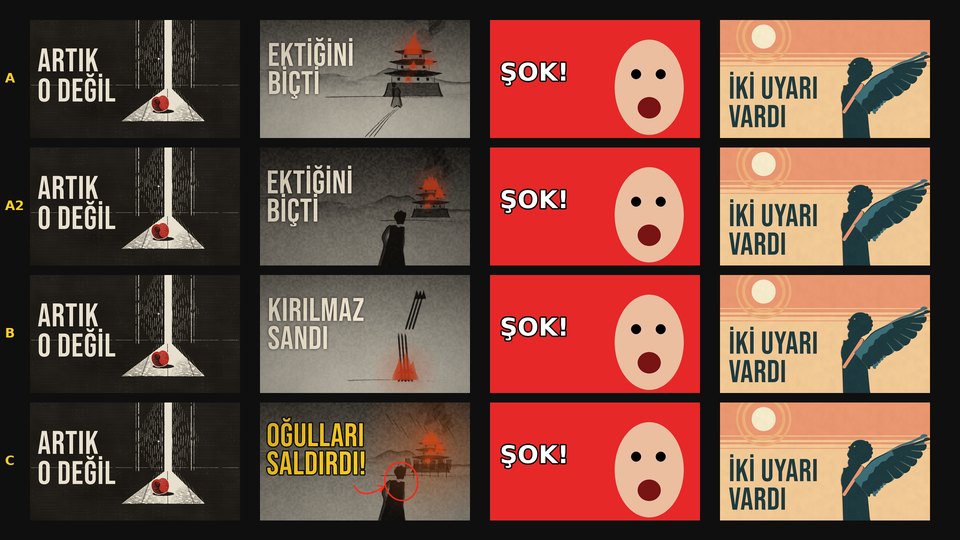 A
ARTIK
O DEĞİL
EKTİĞİNİ
BİÇTİ
ŞOK!
İKİ UYARI
VARDI
A2
ARTIK
O DEĞİL
EKTİĞİNİ
BİÇTİ
ŞOK!
İKİ UYARI
VARDI
B
ARTIK
O DEĞİL
KIRILMAZ
SANDI
ŞOK!
İKİ UYARI
VARDI
C
ARTIK
O DEĞİL
OĞULLARI
SALDIRDI!
ŞOK!
İKİ UYARI
VARDI